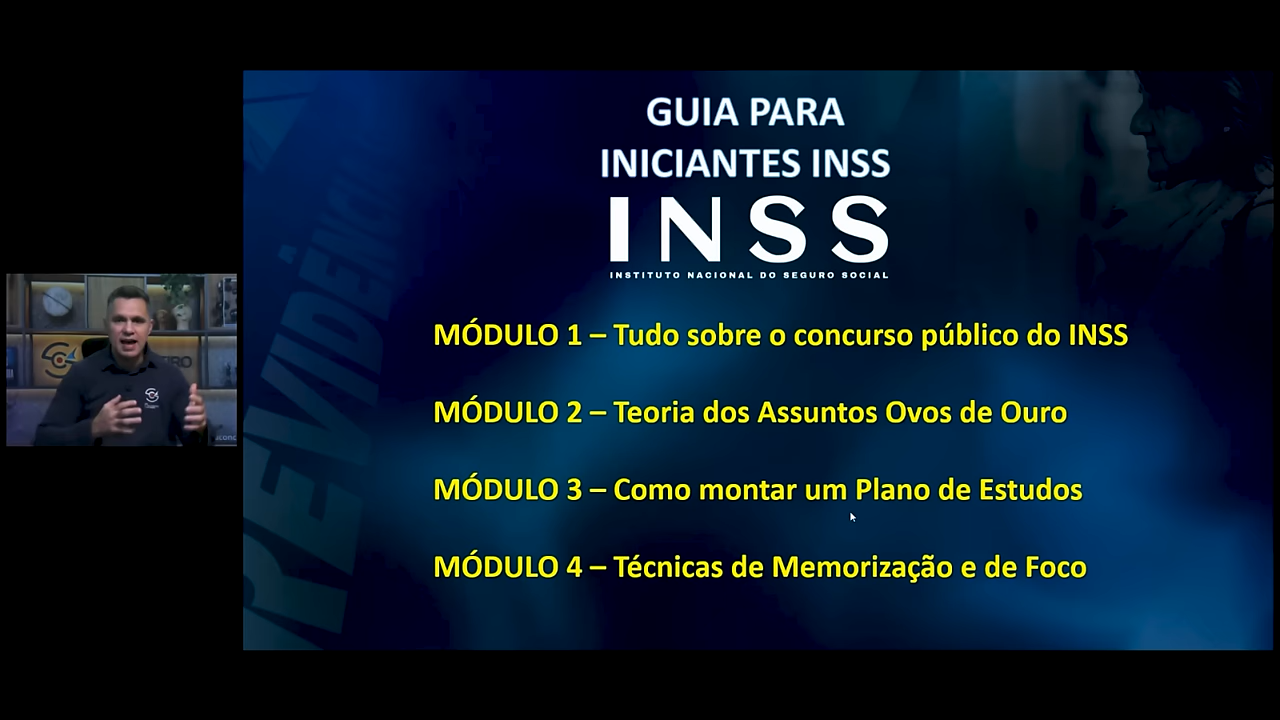 GUIA PARA
INICIANTES INSS
INSS
INSTITUTO NACIONAL DO SEGURO SOCIAL
MÓDULO 1 – Tudo sobre o concurso público do INSS
MÓDULO 2 – Teoria dos Assuntos Ovos de Ouro
MÓDULO 3 – Como montar um Plano de Estudos
MÓDULO 4 – Técnicas de Memorização e de Foco